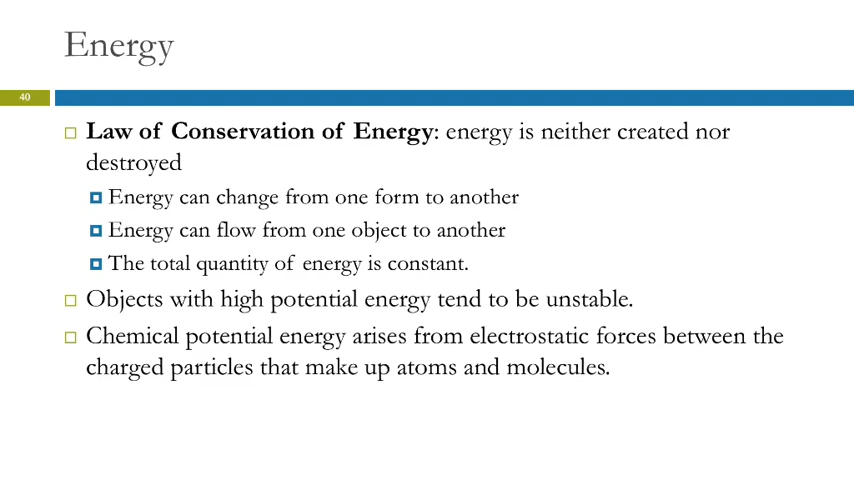 Energy
40
Law of Conservation of Energy: energy is neither created nor
destroyed
Energy can change from one form to another
Energy can flow from one object to another
The total quantity of energy is constant.
Objects with high potential energy tend to be unstable.
Chemical potential energy arises from electrostatic forces between the
charged particles that make up atoms and molecules.